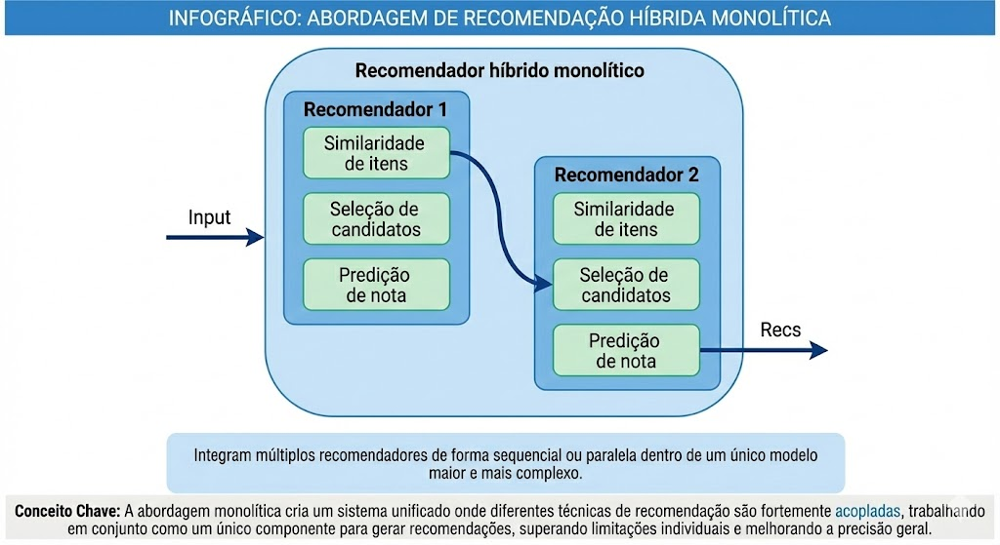 INFOGRÁFICO: ABORDAGEM DE RECOMENDAÇÃO HÍBRIDA MONOLÍTICA
Recomendador híbrido monolítico
Recomendador 1
Similaridade
de itens
Seleção de
candidatos
Predição
de nota
Input
Recomendador 2
Similaridade
de itens
Seleção de
candidatos
Predição
de nota
Recs
Integram múltiplos recomendadores de forma sequencial ou paralela dentro de um único modelo
maior e mais complexo.
Conceito Chave: A abordagem monolítica cria um sistema unificado onde diferentes técnicas de recomendação são fortemente acopladas, trabalhando
em conjunto como um único componente para gerar recomendações, superando limitações individuais e melhorando a precisão geral.